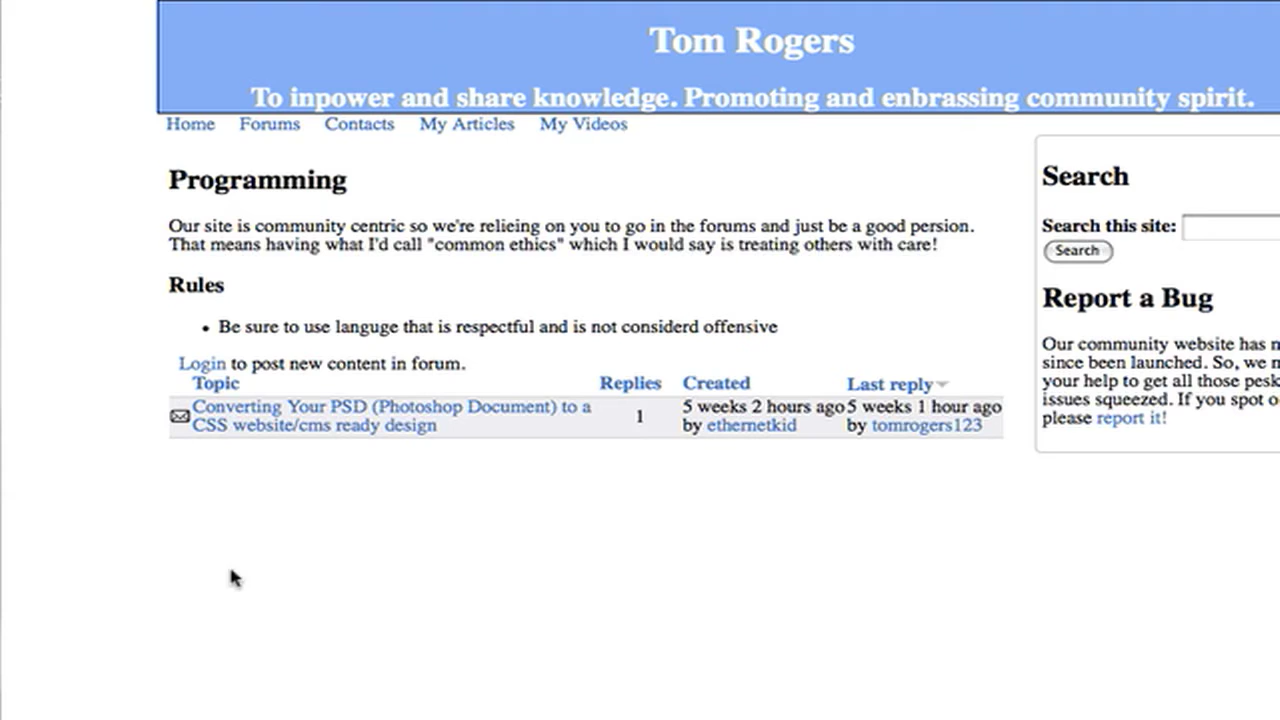 Tom Rogers
To inpower and share knowledge. Promoting and enbrassing community spirit.
Home Forums Contacts My Articles My Videos
Programming
Our site is community centric so we're relieing on you to go in the forums and just be a good persion.
That means having what I'd call "common ethics" which I would say is treating others with care!
Rules
• Be sure to use languge that is respectful and is not considerd offensive
Login to post new content in forum.
Topic Replies Created Last reply
Converting Your PSD (Photoshop Document) to a
CSS website/cms ready design
1
5 weeks 2 hours ago
by ethernetkid
5 weeks 1 hour ago
by tomrogers123
Search
Search this site:
Search
Report a Bug
Our community website has
since been launched. So, we
your help to get all those
issues squeezed. If you spot
please report it!